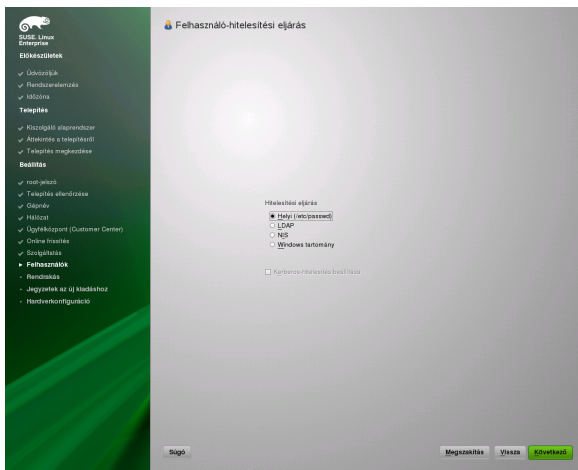 SUSE. Linux
Enterprise
Előkészületek
Üdvözöljük
Rendszerelemzés
Időzóna
Telepítés
Kiszolgáló alaprendszer
Áttekintés a telepítésről
Telepítés megkezdése
Beállítás
root-jelszó
Telepítés ellenőrzése
Gépnév
Hálózat
Ügyfélközpont (Customer Center)
Online frissítés
Szolgáltatás
Felhasználók
Rendrakás
Jegyzetek az új kiadáshoz
Hardverkonfiguráció
Felhasználó-hitelesítési eljárás
Hitelesítési eljárás
Helyi (/etc/passwd)
LDAP
NIS
Windows tartomány
Kerberos-hitelesítés beállítása
Súgó
Megszakítás
Vissza
Következő